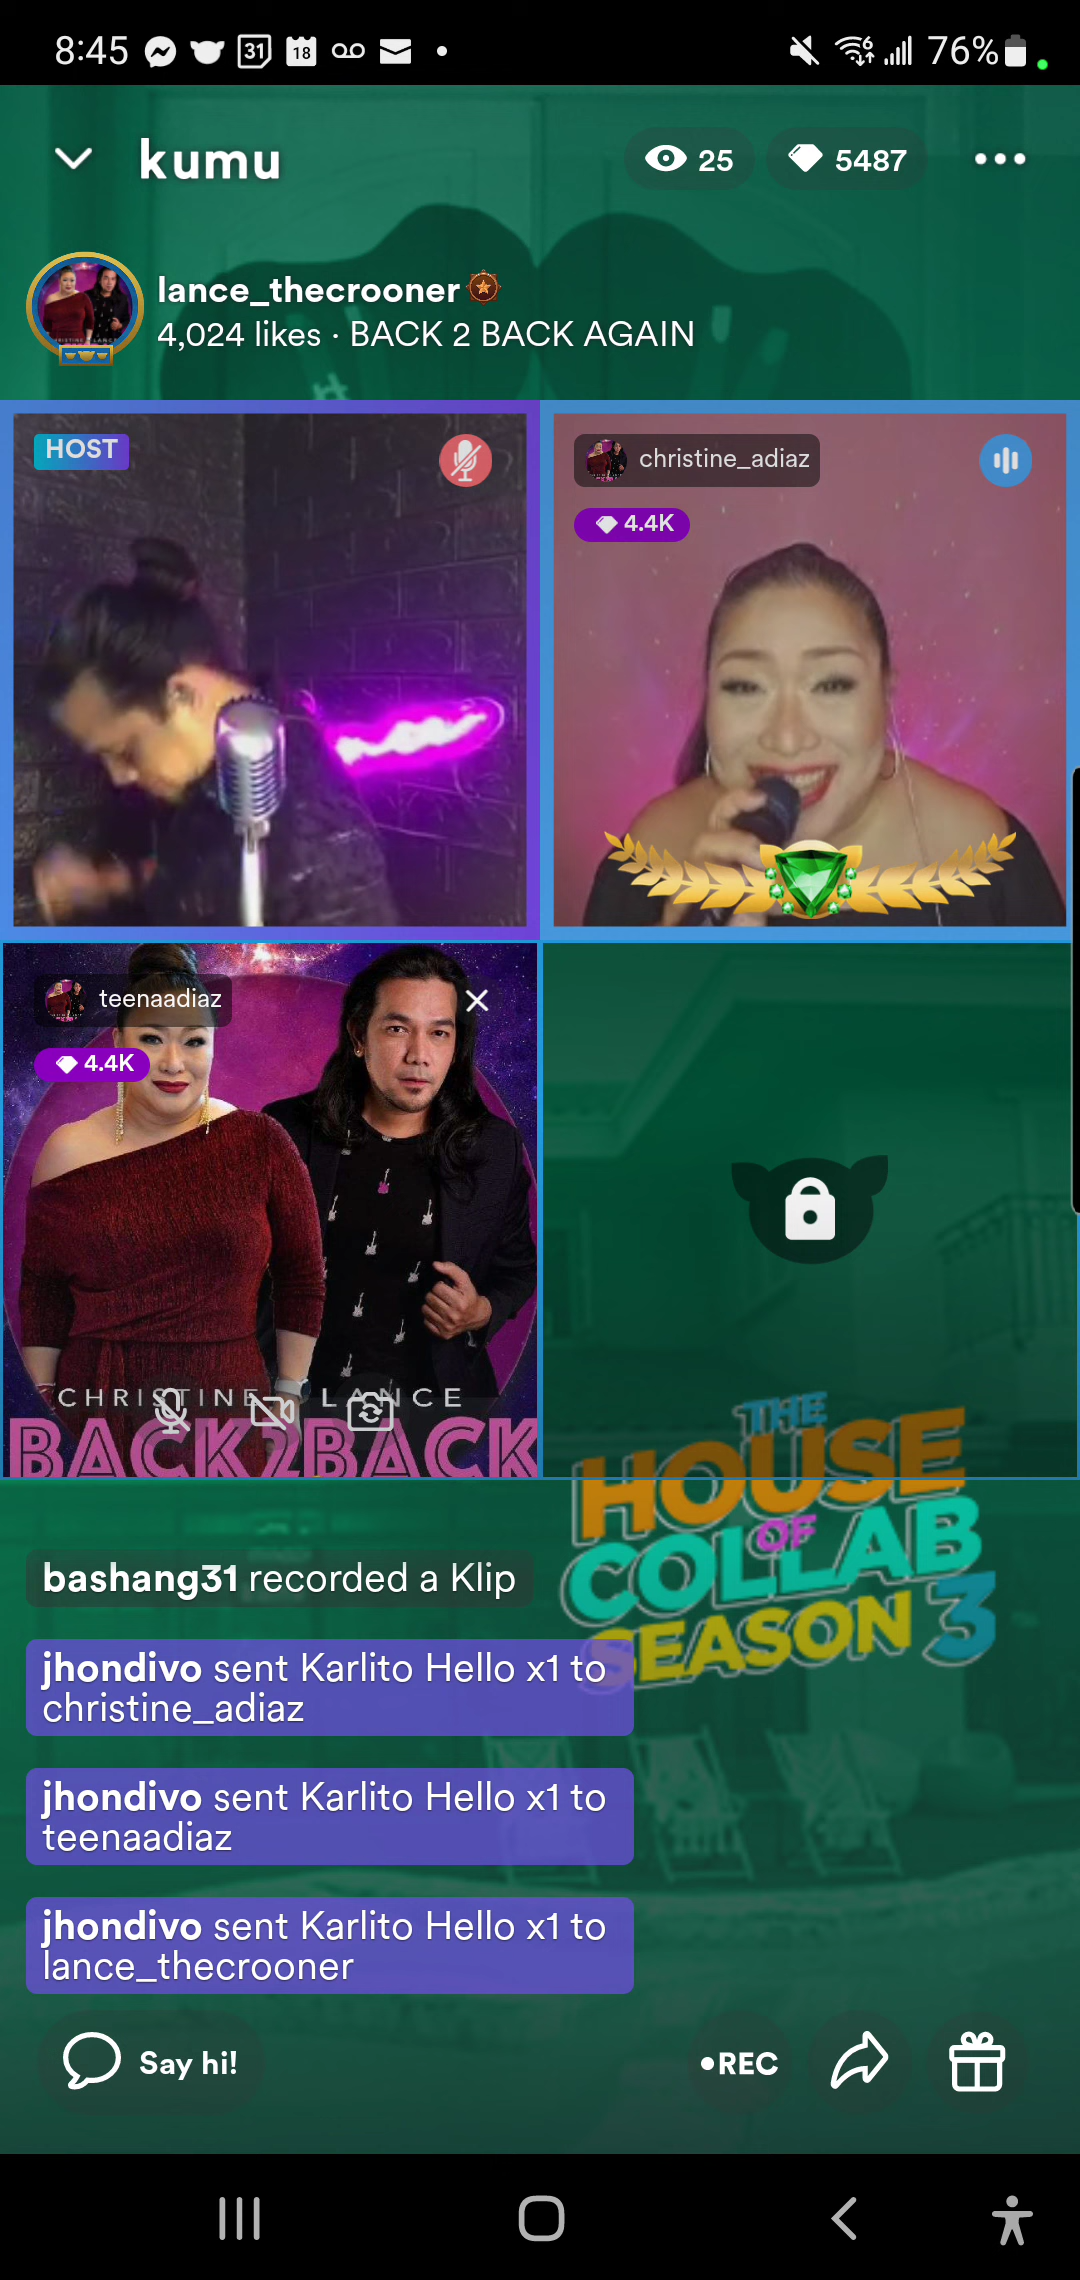 8:45
31
18
6
76%
kumu
25
5487
lance_thecrooner
4,024 likes · BACK 2 BACK AGAIN
HOST
christine_adiaz
4.4K
teenaadiaz
4.4K
CHRISTINE LANCE
BACK2BACK
THE
HOUSE
OF
COLLAB
SEASON 3
bashang31 recorded a Klip
jhondivo sent Karlito Hello x1 to
christine_adiaz
jhondivo sent Karlito Hello x1 to
teenaadiaz
jhondivo sent Karlito Hello x1 to
lance_thecrooner
Say hi!
•REC